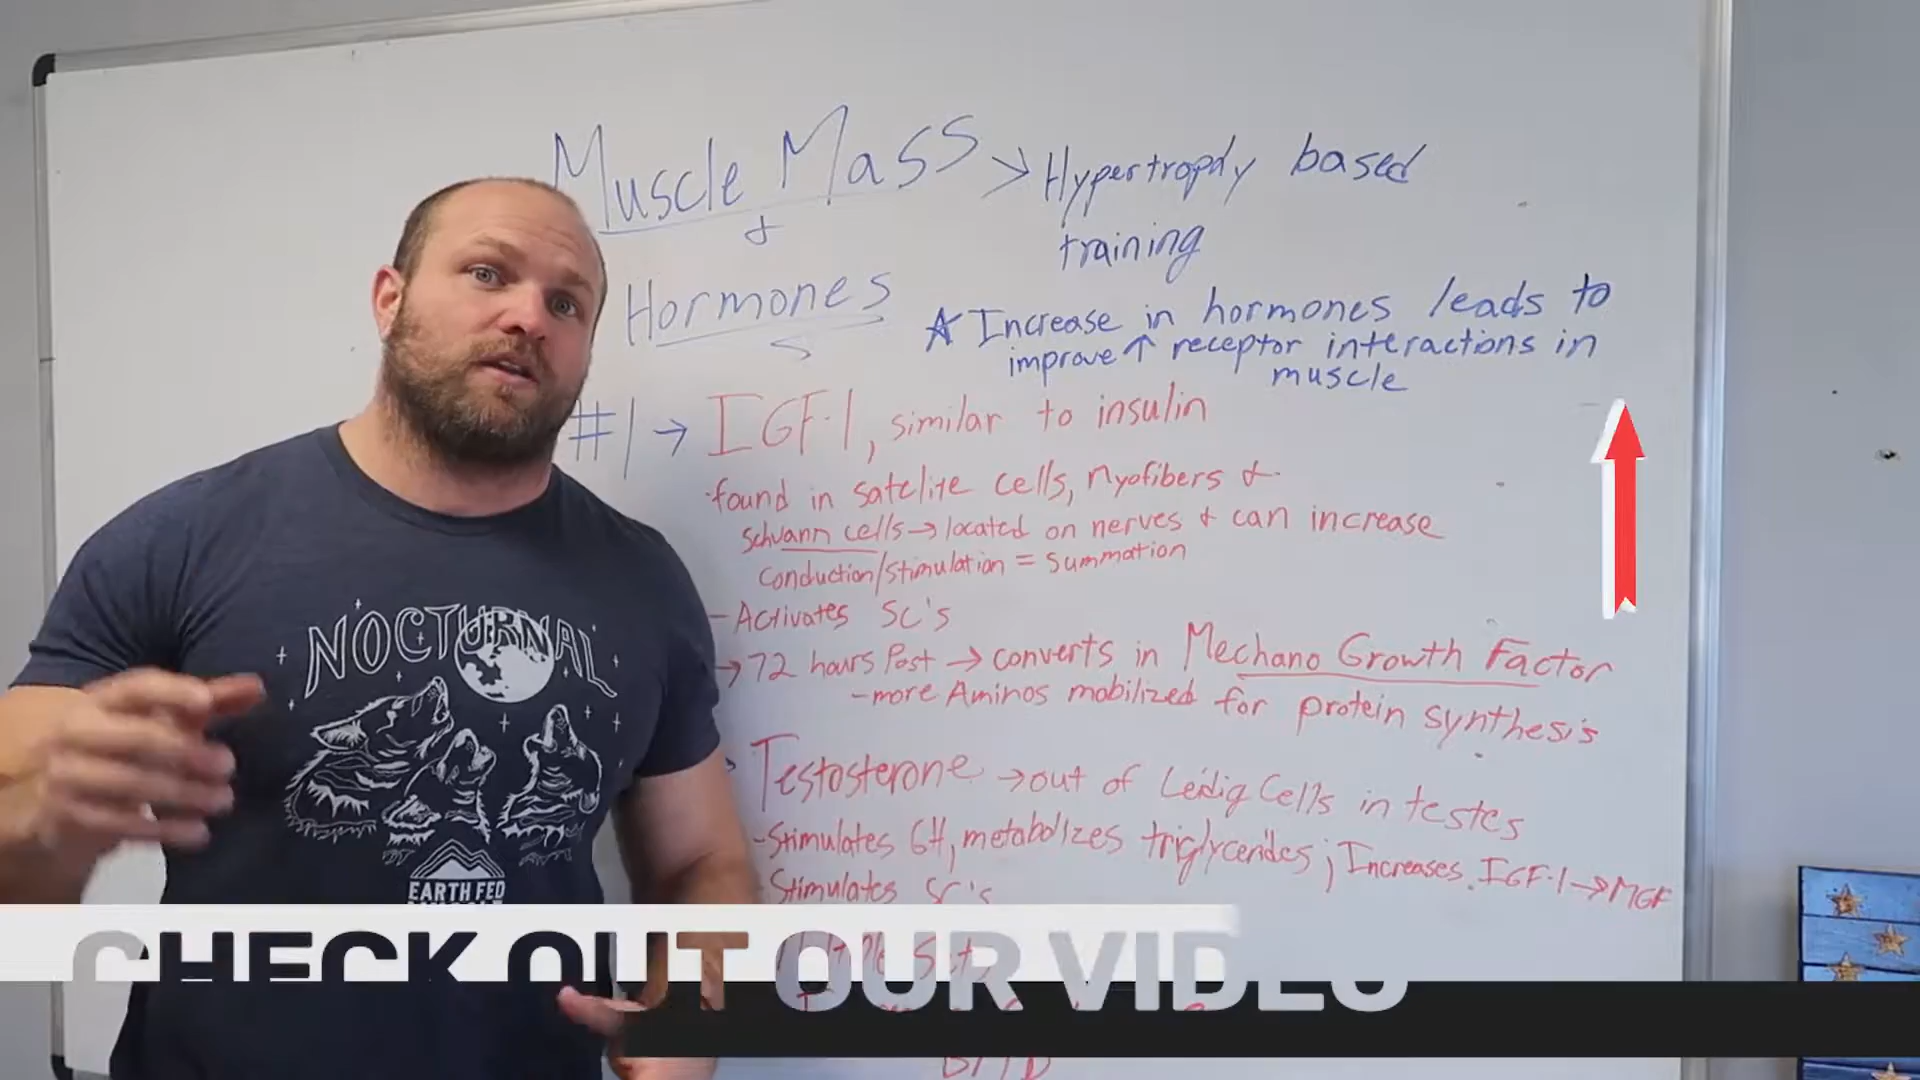 Muscle Mass > Hypertrophy based
training
&
Hormones
★ Increase in hormones leads to
improve ↑ receptor interactions in
muscle
#1 → IGF-1, similar to insulin
·found in satelite cells, Myofibers &
Schvann cells → located on nerves & can increase
Conduction/stimulation = Summation
- Activates SC's
→ 72 hours Post → converts in Mechano Growth Factor
- more Aminos mobilized for protein synthesis
Testosterone → out of Leidig Cells in testes
- Stimulates GH, metabolizes triglycerides; Increases IGF-1 → MGF
- Stimulates SC's
NOCTURNAL
EARTH FED
CHECK OUT OUR VIDEO